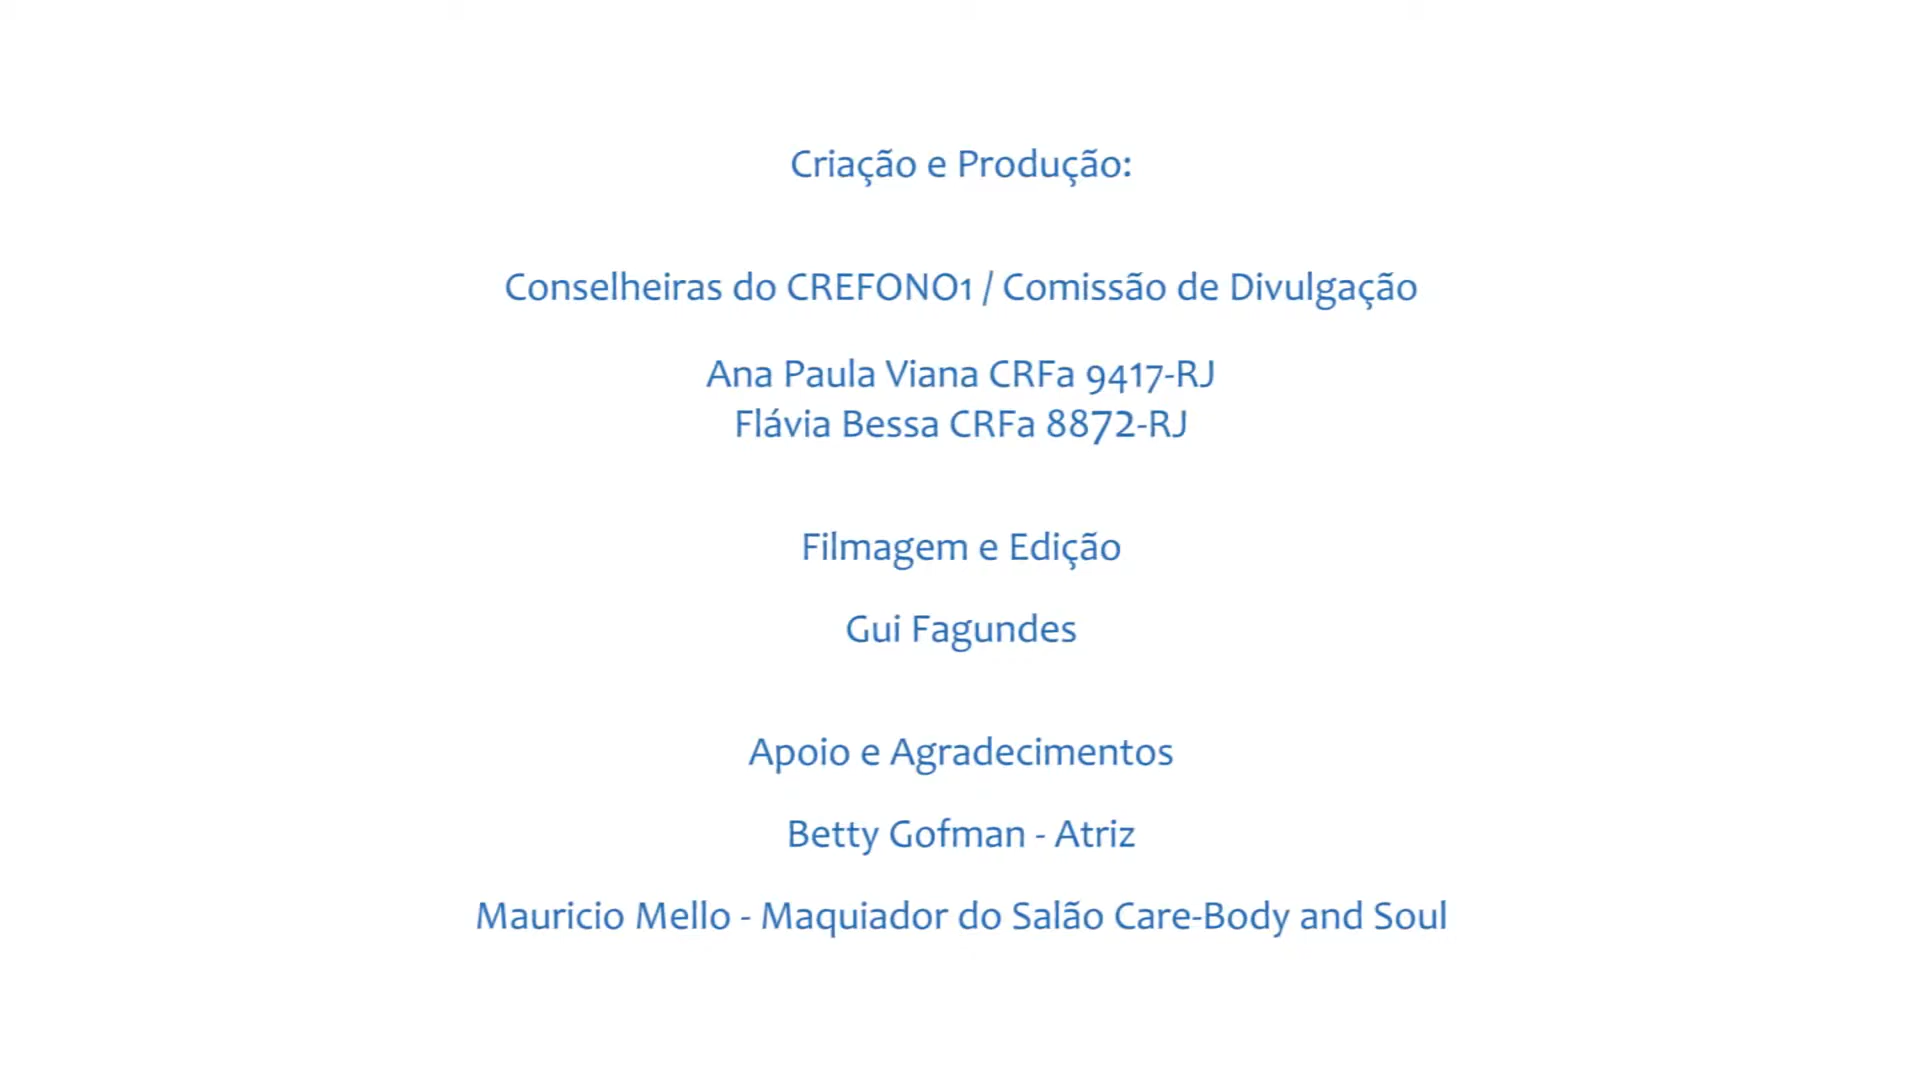 Criação e Produção:
Conselheiras do CREFONO1 / Comissão de Divulgação
Ana Paula Viana CRFa 9417-RJ
Flávia Bessa CRFa 8872-RJ
Filmagem e Edição
Gui Fagundes
Apoio e Agradecimentos
Betty Gofman - Atriz
Mauricio Mello - Maquiador do Salão Care-Body and Soul